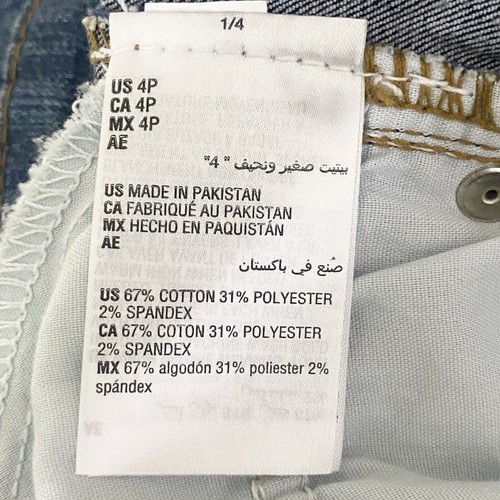 1/4
US 4P
CA 4P
MX 4P
AE
بيتيت صغير ونحيف " 4"
US MADE IN PAKISTAN
CA FABRIQUÉ AU PAKISTAN
MX HECHO EN PAQUISTÁN
AE
صُنع في باكستان
US 67% COTTON 31% POLYESTER
2% SPANDEX
CA 67% COTON 31% POLYESTER
2% SPANDEX
MX 67% algodón 31% poliester 2%
spándex